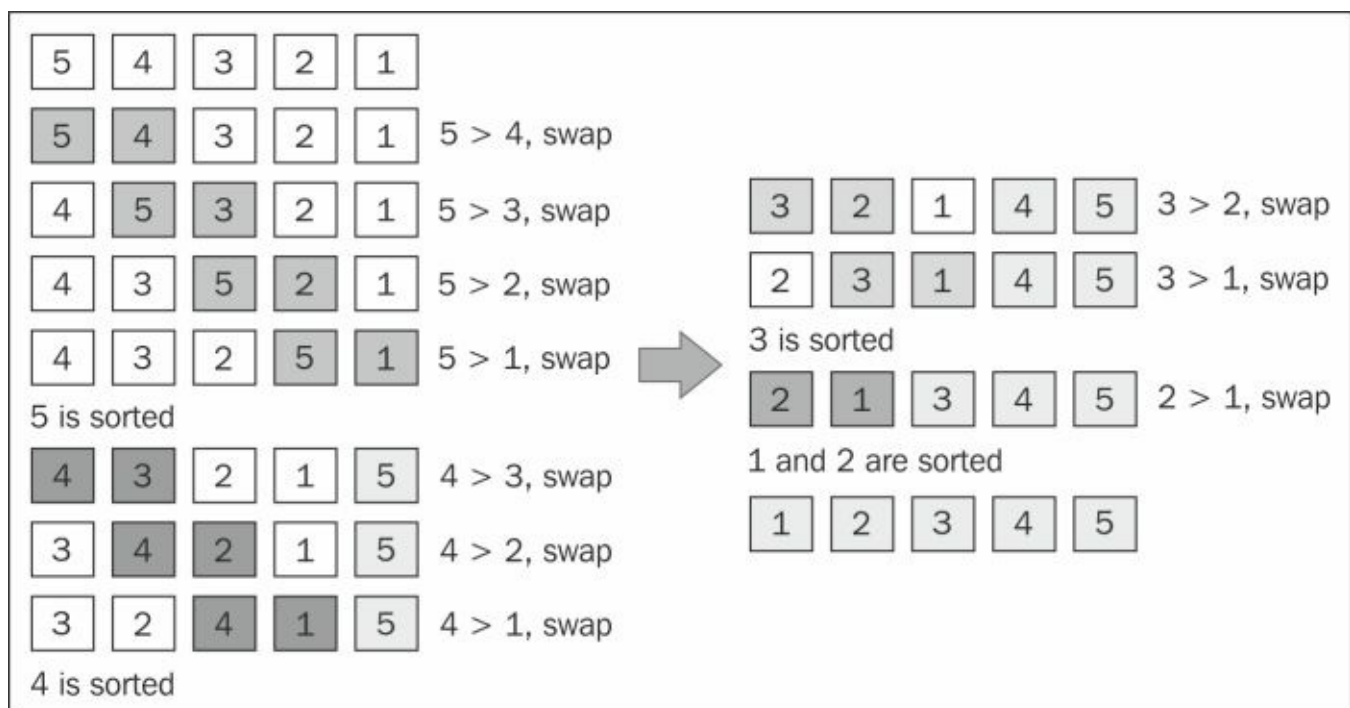 5 4 3 2 1
5 4 3 2 1 5 > 4, swap
4 5 3 2 1 5 > 3, swap
4 3 5 2 1 5 > 2, swap
4 3 2 5 1 5 > 1, swap
5 is sorted
4 3 2 1 5 4 > 3, swap
3 4 2 1 5 4 > 2, swap
3 2 4 1 5 4 > 1, swap
4 is sorted
3 2 1 4 5 3 > 2, swap
2 3 1 4 5 3 > 1, swap
3 is sorted
2 1 3 4 5 2 > 1, swap
1 and 2 are sorted
1 2 3 4 5